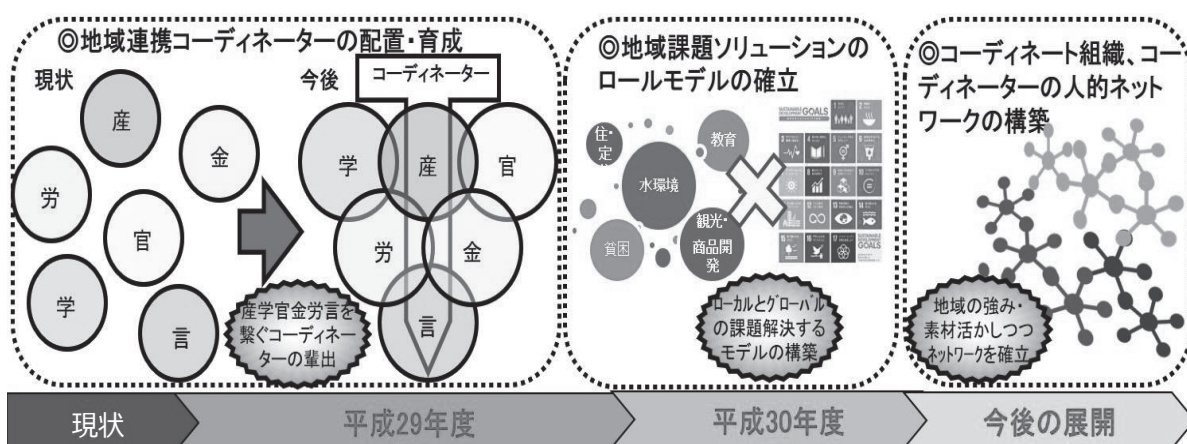 ◎地域連携コーディネーターの配置・育成
現状
産
金
労
官
学
言
今後
コーディネーター
学
産
官
労
金
言
産学官金労言を
繋ぐコーディネー
ターの輩出
◎地域課題ソリューションの
ロールモデルの確立
住・
定
教育
水環境
貧困
観光・
商品開
発
GOALS
GOALS
ローカルとグローバル
の課題解決する
モデルの構築
◎コーディネート組織、コー
ディネーターの人的ネット
ワークの構築
地域の強み・
素材活かしつつ
ネットワークを確立
現状
平成29年度
平成30年度
今後の展開